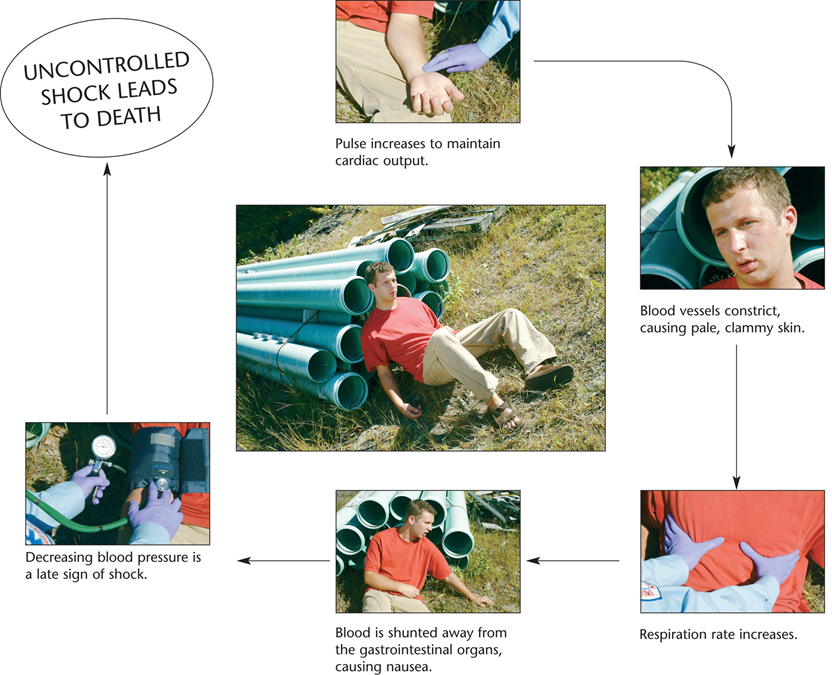 UNCONTROLLED
SHOCK LEADS
TO DEATH
Pulse increases to maintain
cardiac output.
Blood vessels constrict,
causing pale, clammy skin.
Respiration rate increases.
Blood is shunted away from
the gastrointestinal organs,
causing nausea.
Decreasing blood pressure is
a late sign of shock.